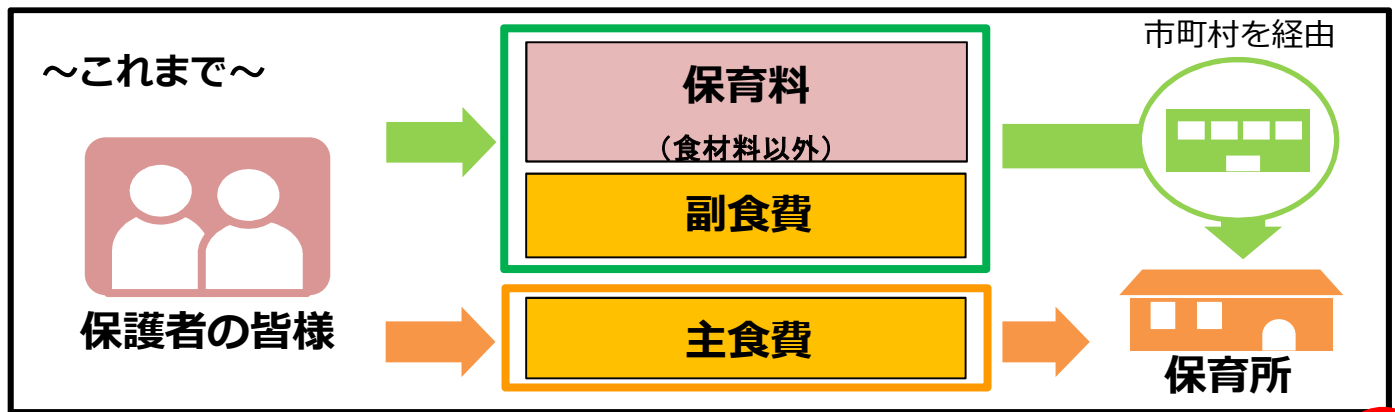 ～これまで～
市町村を経由
保育料
（食材料以外）
副食費
主食費
保護者の皆様
保育所